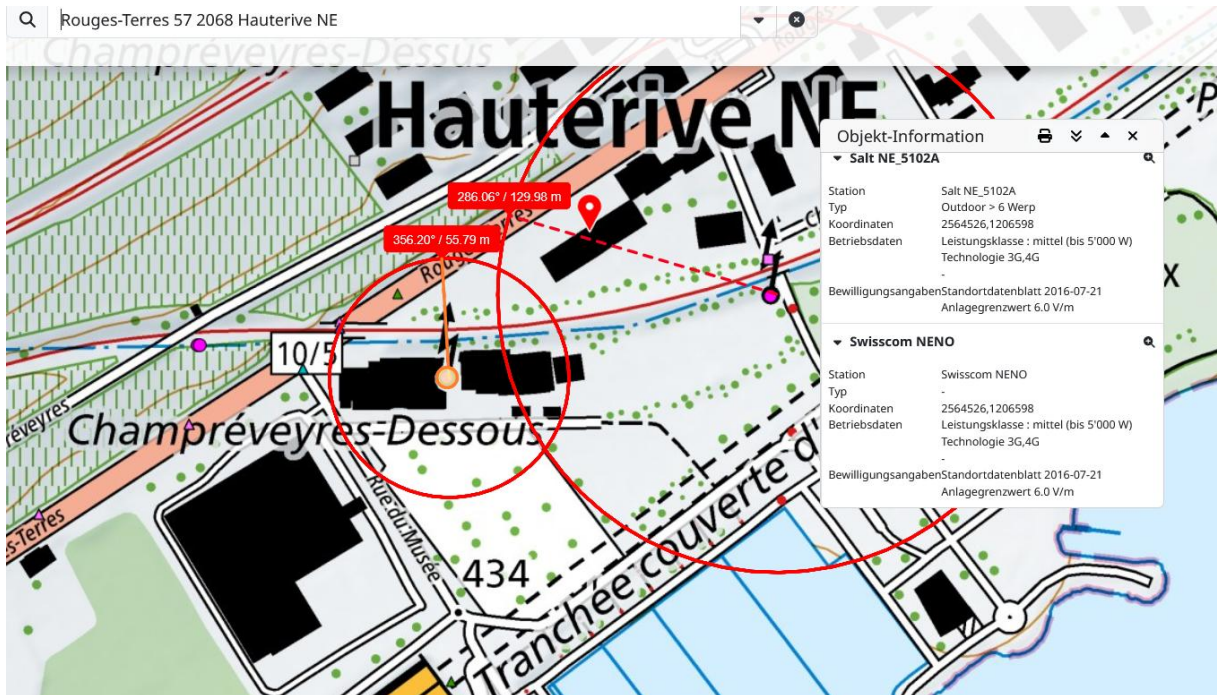 Rouges-Terres 57 2068 Hauterive NE
Champréveyres-Dessus
Hauterive NE
286.06° / 129.98 m
356.20° / 55.79 m
10/5
Champréveyres-Dessous
Rue du Musée
434
Tranchée couverte d'
Objekt-Information
Salt NE_5102A
Station Salt NE_5102A
Typ Outdoor > 6 Werp
Koordinaten 2564526,1206598
Betriebsdaten Leistungsklasse : mittel (bis 5'000 W)
Technologie 3G,4G
-
Bewilligungsangaben Standortdatenblatt 2016-07-21
Anlagegrenzwert 6.0 V/m
Swisscom NENO
Station Swisscom NENO
Typ -
Koordinaten 2564526,1206598
Betriebsdaten Leistungsklasse : mittel (bis 5'000 W)
Technologie 3G,4G
-
Bewilligungsangaben Standortdatenblatt 2016-07-21
Anlagegrenzwert 6.0 V/m